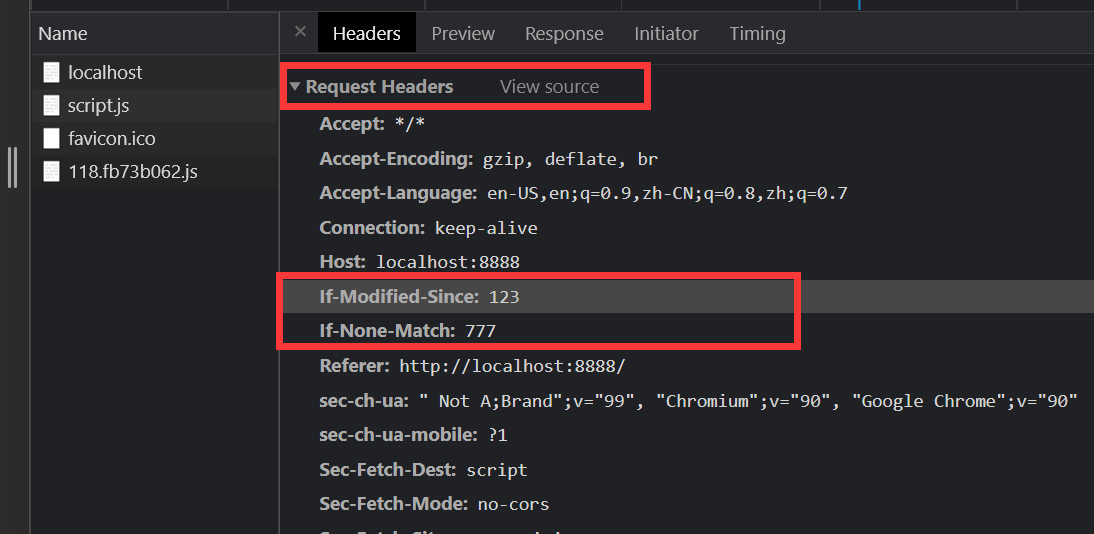 Name
localhost
script.js
favicon.ico
118.fb73b062.js
× Headers Preview Response Initiator Timing
Request Headers View source
Accept: */*
Accept-Encoding: gzip, deflate, br
Accept-Language: en-US,en;q=0.9,zh-CN;q=0.8,zh;q=0.7
Connection: keep-alive
Host: localhost:8888
If-Modified-Since: 123
If-None-Match: 777
Referer: http://localhost:8888/
sec-ch-ua: " Not A;Brand";v="99", "Chromium";v="90", "Google Chrome";v="90"
sec-ch-ua-mobile: ?1
Sec-Fetch-Dest: script
Sec-Fetch-Mode: no-cors